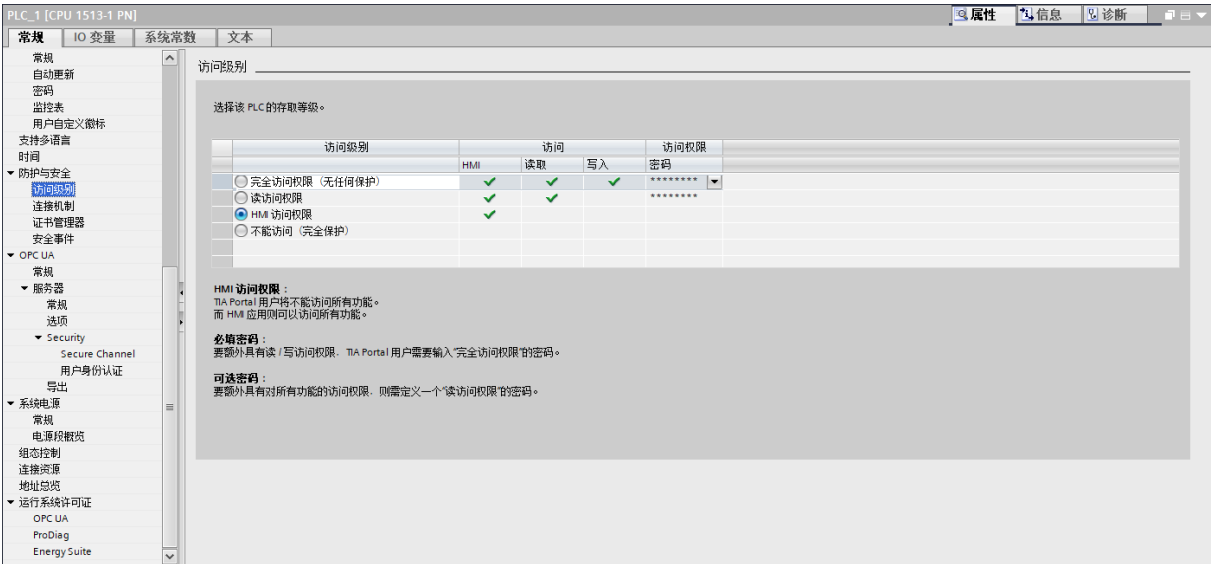 PLC_1 [CPU 1513-1 PN]
属性
信息
诊断
常规
IO 变量
系统常数
文本
常规
自动更新
密码
监控表
用户自定义徽标
支持多语言
时间
防护与安全
访问级别
连接机制
证书管理器
安全事件
OPC UA
常规
服务器
常规
选项
Security
Secure Channel
用户身份认证
导出
系统电源
常规
电源段概览
组态控制
连接资源
地址总览
运行系统许可证
OPC UA
ProDiag
Energy Suite
访问级别
选择该 PLC 的存取等级。
访问级别 访问 访问权限
HMI 读取 写入 密码
完全访问权限（无任何保护） ********
读访问权限 ********
HMI 访问权限
不能访问（完全保护）
HMI 访问权限：
TIA Portal 用户将不能访问所有功能。
而 HMI 应用则可以访问所有功能。
必填密码：
要额外具有读 / 写访问权限，TIA Portal 用户需要输入“完全访问权限”的密码。
可选密码：
要额外具有对所有功能的访问权限，则需定义一个“读访问权限”的密码。